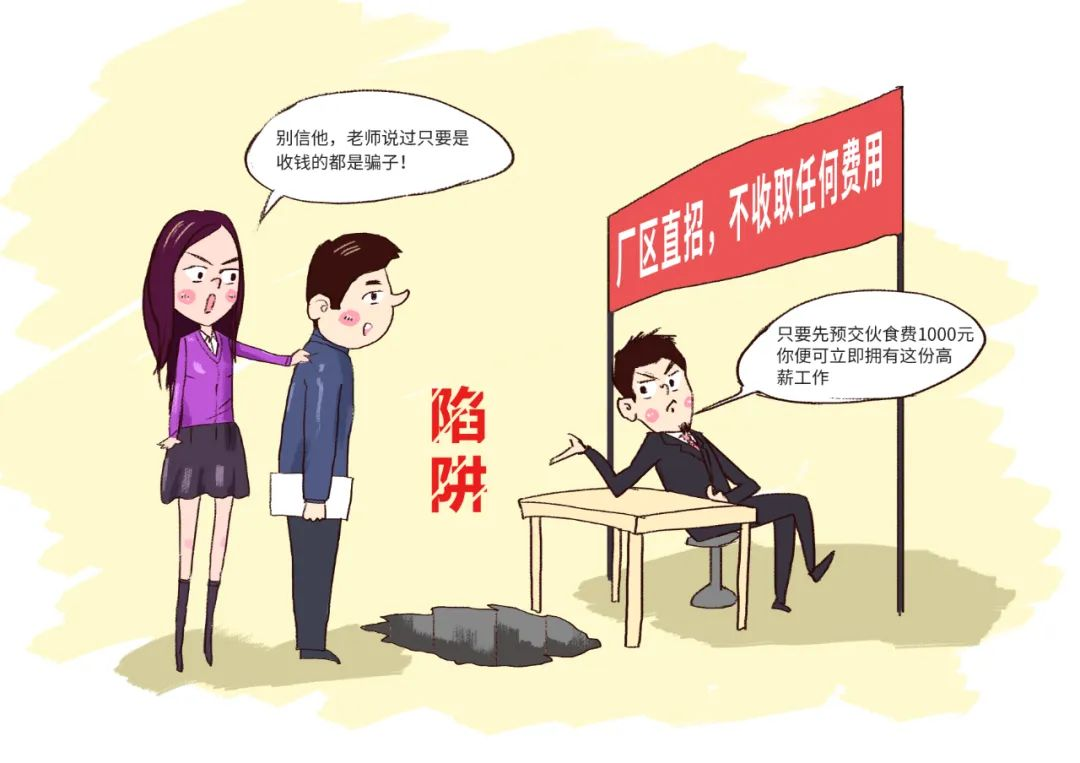 别信他，老师说过只要是
收钱的都是骗子！
厂区直招，不收取任何费用
只要先预交伙食费1000元
你便可立即拥有这份高
薪工作
陷
阱